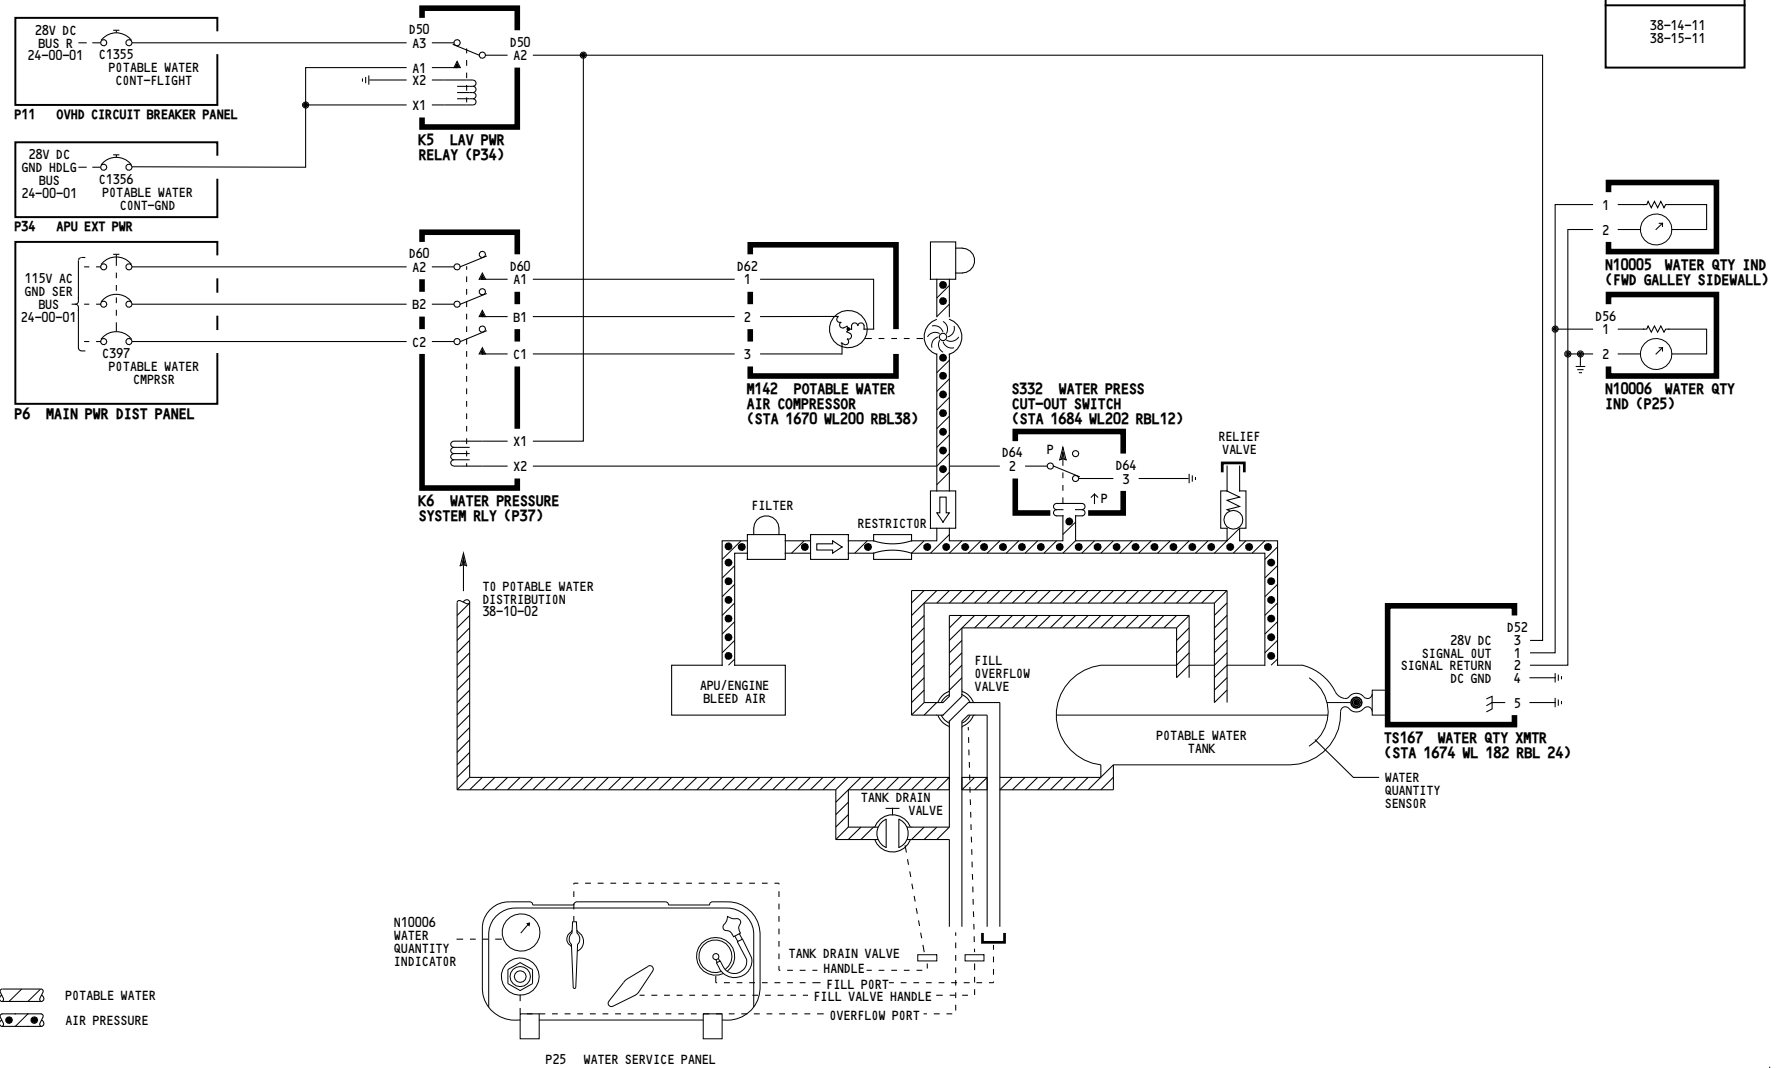 38-14-11
38-15-11
28V DC
BUS R
24-00-01
C1355
POTABLE WATER
CONT-FLIGHT
P11 OVHD CIRCUIT BREAKER PANEL
D50
A3
A1
X2
X1
D50
A2
K5 LAV PWR
RELAY (P34)
28V DC
GND HDLG
BUS
24-00-01
C1356
POTABLE WATER
CONT-GND
P34 APU EXT PWR
115V AC
GND SER
BUS
24-00-01
C397
POTABLE WATER
CMPRSR
P6 MAIN PWR DIST PANEL
D60
A2
B2
C2
D60
A1
B1
C1
X1
X2
K6 WATER PRESSURE
SYSTEM RLY (P37)
D62
1
2
3
M142 POTABLE WATER
AIR COMPRESSOR
(STA 1670 WL200 RBL38)
S332 WATER PRESS
CUT-OUT SWITCH
(STA 1684 WL202 RBL12)
D64
2
P
D64
3
↑P
RELIEF
VALVE
1
2
N10005 WATER QTY IND
(FWD GALLEY SIDEWALL)
D56
1
2
N10006 WATER QTY
IND (P25)
FILTER
RESTRICTOR
TO POTABLE WATER
DISTRIBUTION
38-10-02
APU/ENGINE
BLEED AIR
FILL
OVERFLOW
VALVE
POTABLE WATER
TANK
D52
28V DC 3
SIGNAL OUT 1
SIGNAL RETURN 2
DC GND 4
5
TS167 WATER QTY XMTR
(STA 1674 WL 182 RBL 24)
WATER
QUANTITY
SENSOR
TANK DRAIN
VALVE
N10006
WATER
QUANTITY
INDICATOR
TANK DRAIN VALVE
HANDLE
FILL PORT
FILL VALVE HANDLE
OVERFLOW PORT
P25 WATER SERVICE PANEL
POTABLE WATER
AIR PRESSURE